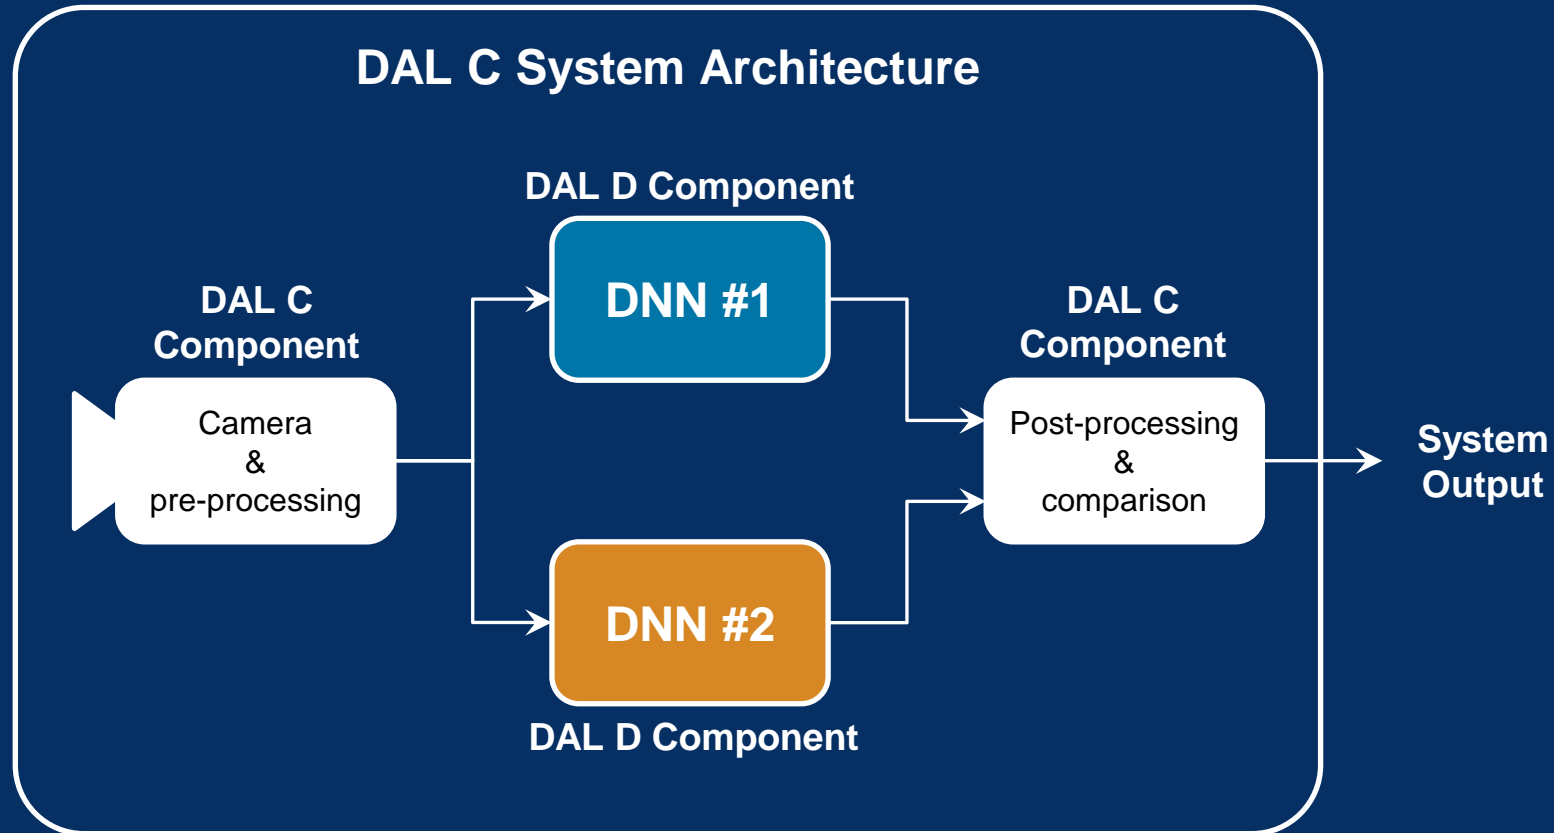 DAL C System Architecture
DAL D Component
DNN #1
DAL C
Component
Camera
&
pre-processing
DAL C
Component
Post-processing
&
comparison
System
Output
DNN #2
DAL D Component